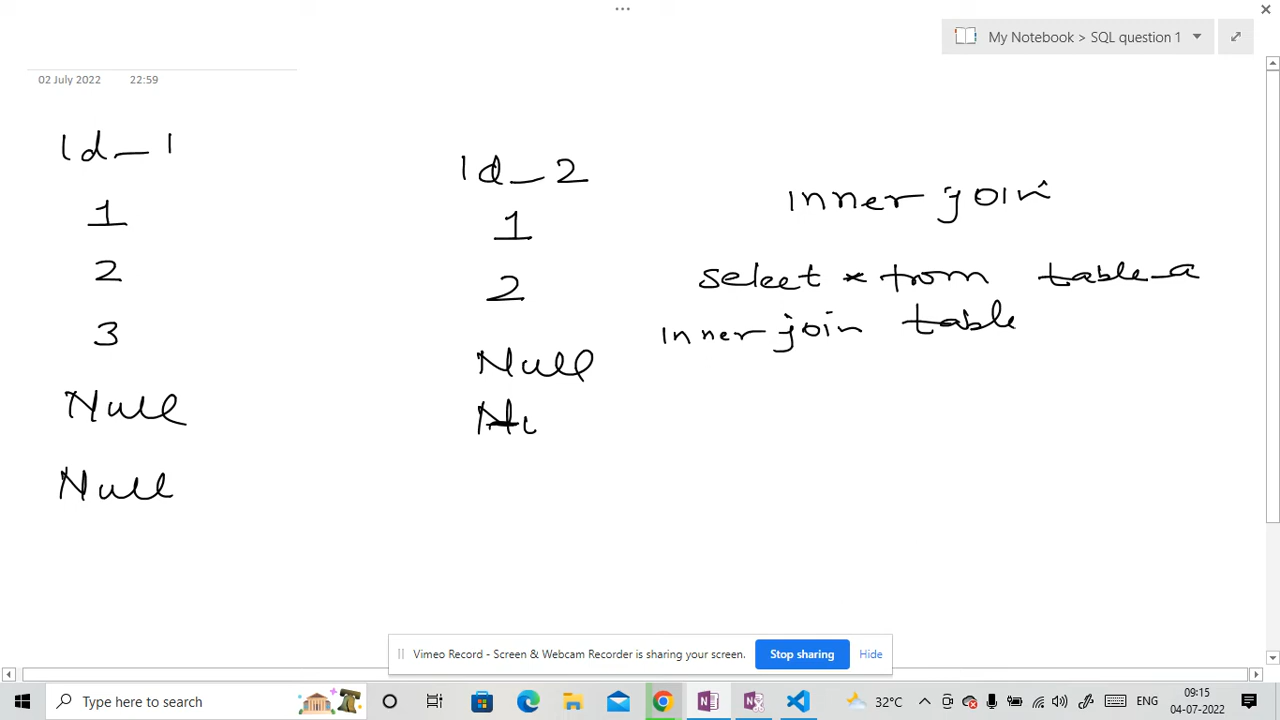 My Notebook > SQL question 1
02 July 2022 22:59
Id_1
1
2
3
Null
Null
Id_2
1
2
Null
inner join
select * from table_a
Inner join table
Vimeo Record - Screen & Webcam Recorder is sharing your screen.
Stop sharing
Hide
Type here to search
32°C
ENG
09:15
04-07-2022